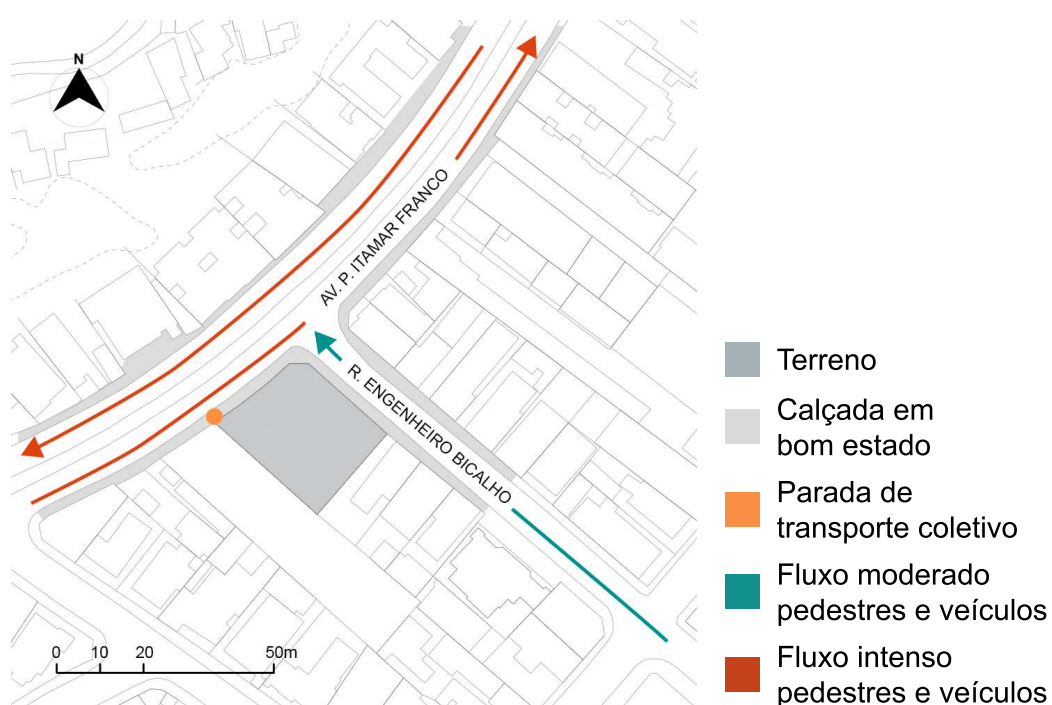 N
AV. P. ITAMAR FRANCO
R. ENGENHEIRO BICALHO
0 10 20 50m
Terreno
Calçada em
bom estado
Parada de
transporte coletivo
Fluxo moderado
pedestres e veículos
Fluxo intenso
pedestres e veículos